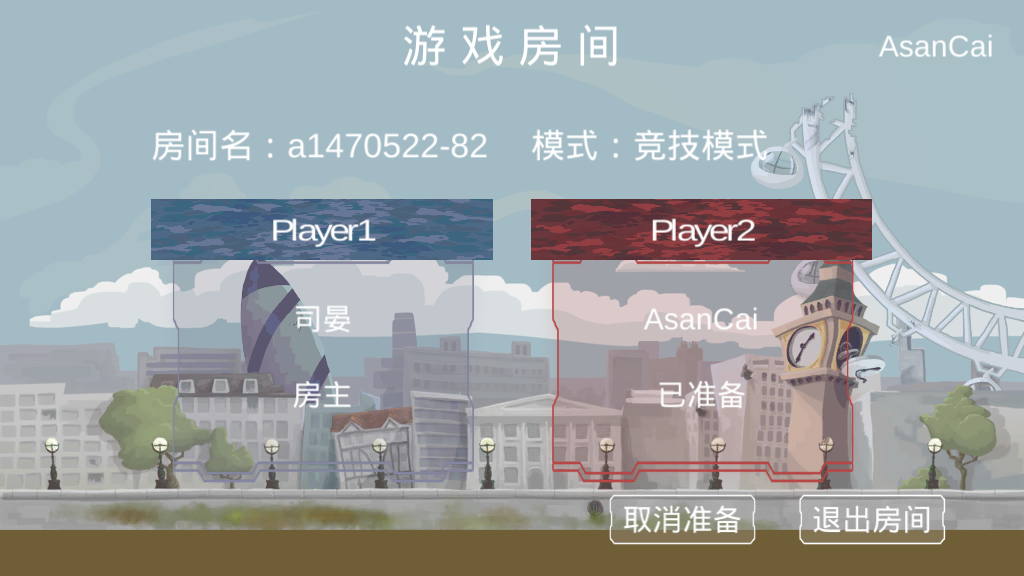 游戏房间
AsanCai
房间名：a1470522-82
模式：竞技模式
Player1
Player2
司晏
AsanCai
房主
已准备
取消准备
退出房间